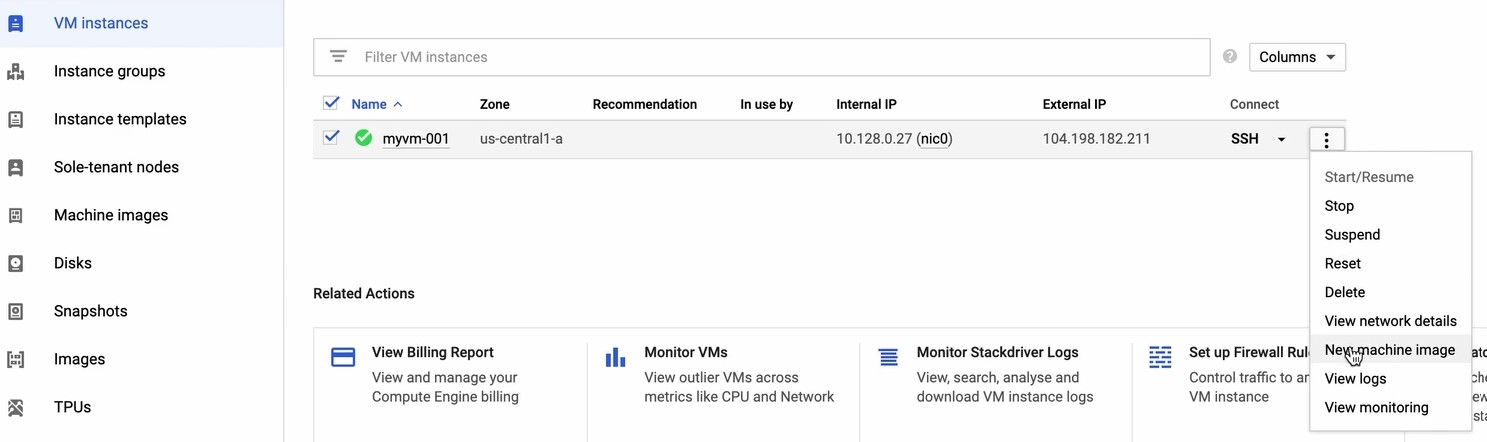 VM instances
Instance groups
Instance templates
Sole-tenant nodes
Machine images
Disks
Snapshots
Images
TPUs
Filter VM instances
?
Columns
Name Zone Recommendation In use by Internal IP External IP Connect
myvm-001 us-central1-a 10.128.0.27 (nic0) 104.198.182.211 SSH
Start/Resume
Stop
Suspend
Reset
Delete
View network details
New machine image
View logs
View monitoring
Related Actions
View Billing Report
View and manage your
Compute Engine billing
Monitor VMs
View outlier VMs across
metrics like CPU and Network
Monitor Stackdriver Logs
View, search, analyse and
download VM instance logs
Set up Firewall
Control traffic to
VM instance